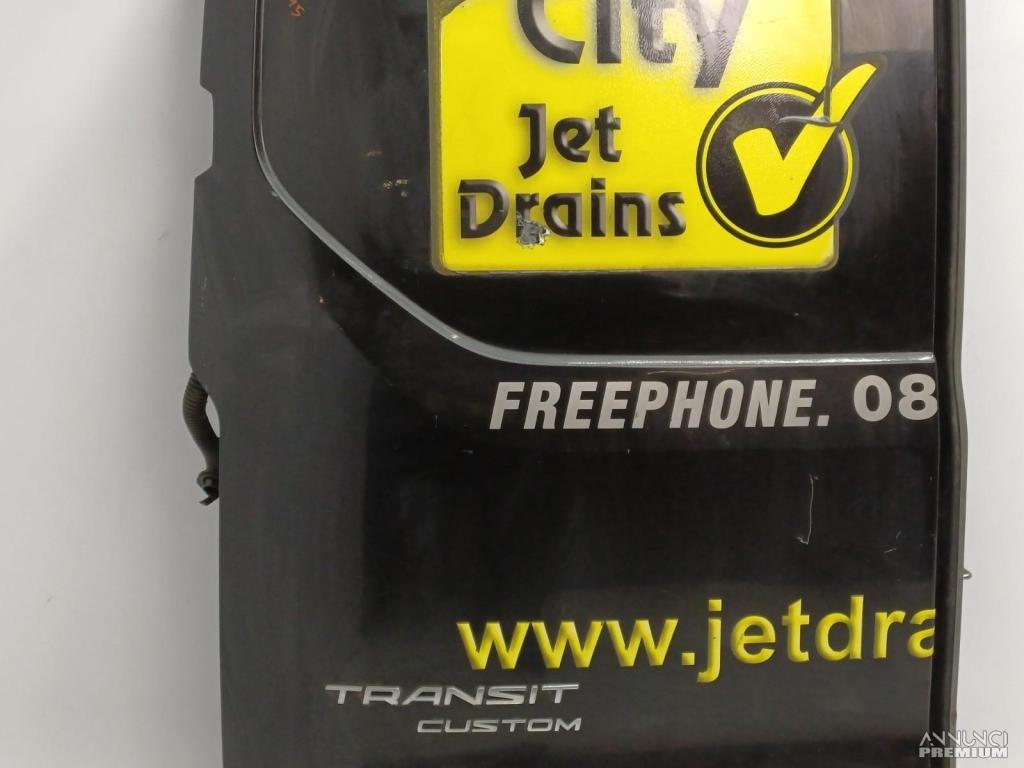 City
Jet
Drains
FREEPHONE. 08
www.jetdra
TRANSIT
CUSTOM
ANNUNCI
PREMIUM